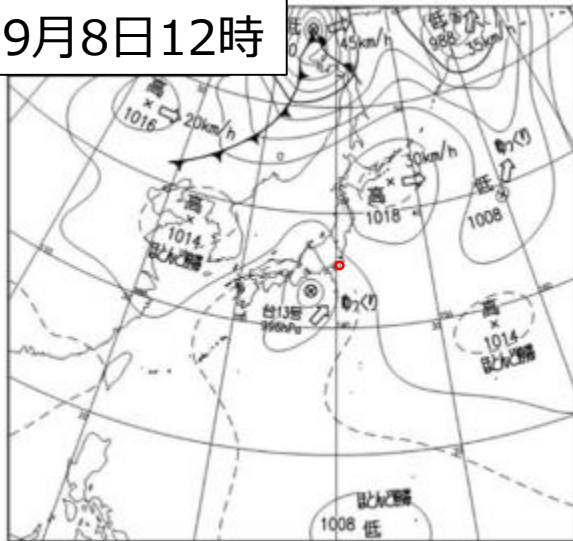 9月8日12時
低
45km/h
低
988
35km/h
高
1016
20km/h
高
1014
ほとんど停滞
30km/h
高
1018
ゆっくり
低
1008
台13号
996hPa
ゆっくり
高
1014
ほとんど停滞
ほとんど停滞
1008 低